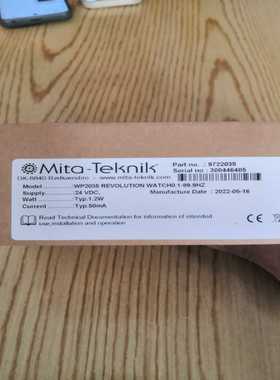 Mita-Teknik
DK-8840 Rødkærsbro - www.mita-teknik.com
Part no.: 9722035
Serial no.: 300446405
Model: WP2035 REVOLUTION WATCH0.1-99.9HZ
Supply: 24 VDC.
Manufacture Date: 2022-05-16
Watt: Typ.1.2W
Current: Typ.50mA
Read Technical Documentation for information of intended
use, installation and operation
CE